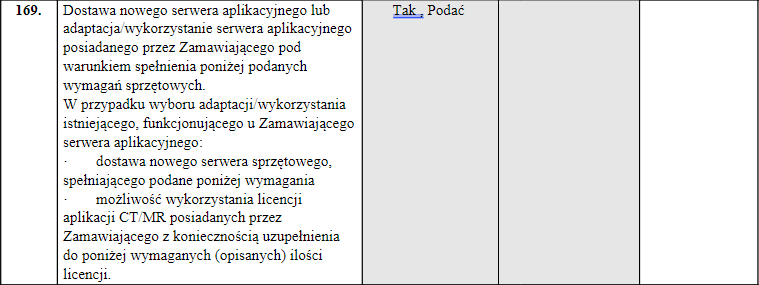 169.
Dostawa nowego serwera aplikacyjnego lub
adaptacja/wykorzystanie serwera aplikacyjnego
posiadanego przez Zamawiającego pod
warunkiem spełnienia poniżej podanych
wymagań sprzętowych.
W przypadku wyboru adaptacji/wykorzystania
istniejącego, funkcjonującego u Zamawiającego
serwera aplikacyjnego:
· dostawa nowego serwera sprzętowego,
spełniającego podane poniżej wymagania
· możliwość wykorzystania licencji
aplikacji CT/MR posiadanych przez
Zamawiającego z koniecznością uzupełnienia
do poniżej wymaganych (opisanych) ilości
licencji.
Tak , Podać